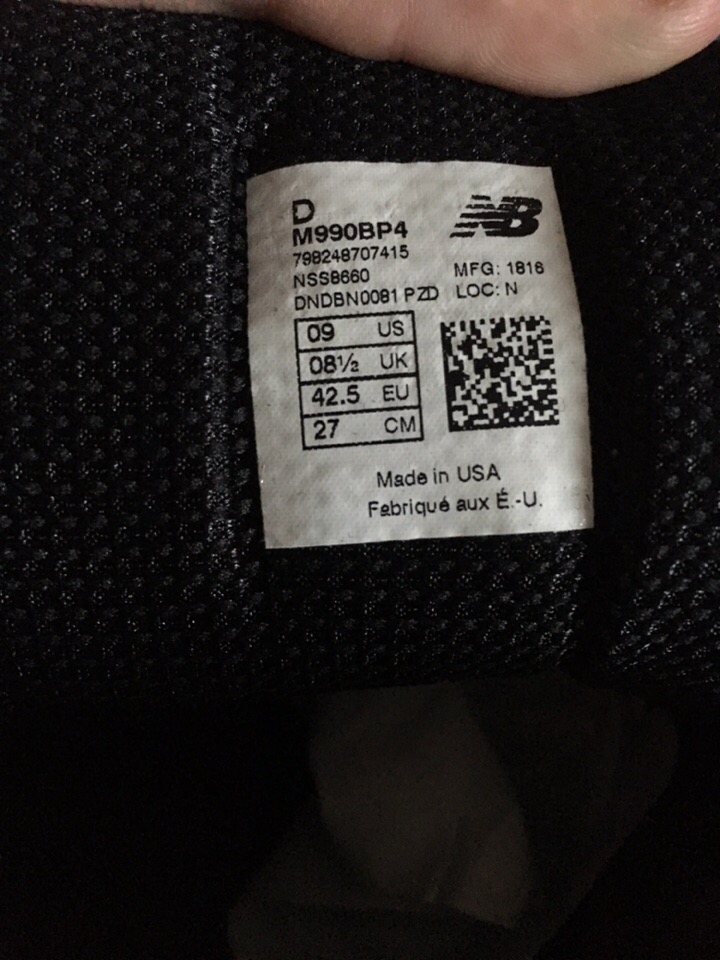 D
M990BP4
798248707415
NSS8660
DNDBN0081 PZD
NB
MFG: 1816
LOC: N
09 US
08½ UK
42.5 EU
27 CM
Made in USA
Fabriqué aux É.-U.